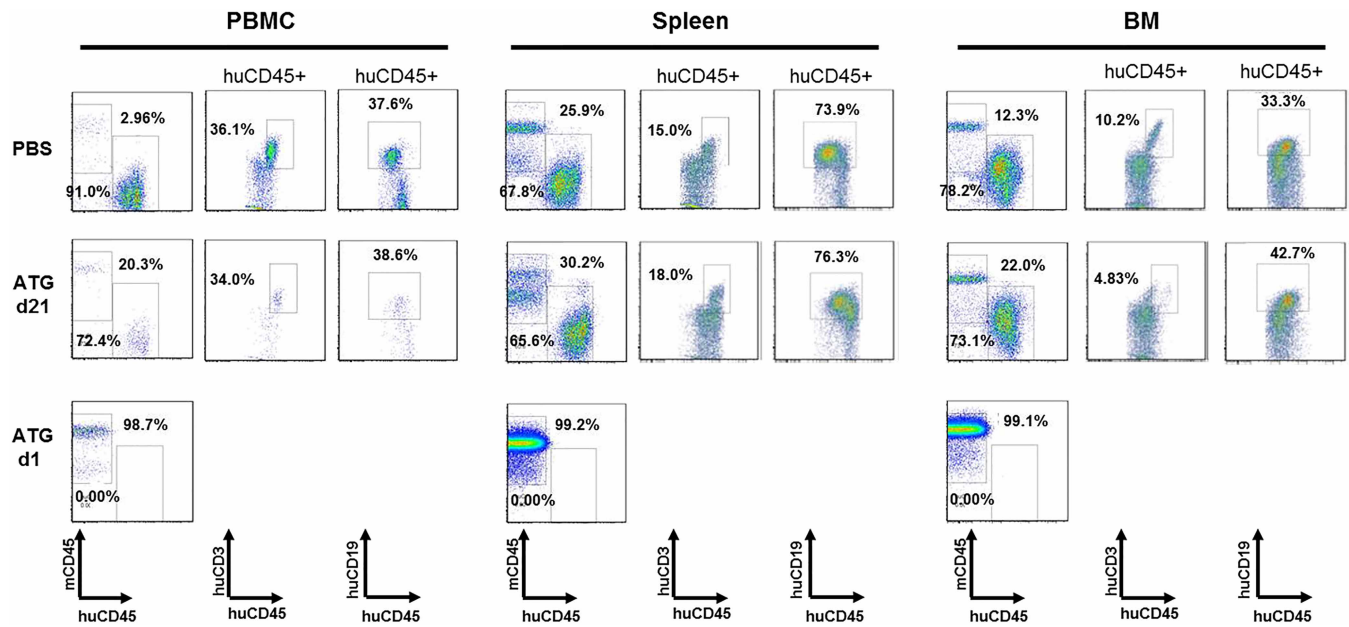 PBMC Spleen BM
huCD45+ huCD45+ huCD45+ huCD45+ huCD45+ huCD45+
PBS
2.96% 91.0% 36.1% 37.6% 25.9% 67.8% 15.0% 73.9% 12.3% 78.2% 10.2% 33.3%
ATG
d21
20.3% 72.4% 34.0% 38.6% 30.2% 65.6% 18.0% 76.3% 22.0% 73.1% 4.83% 42.7%
ATG
d1
98.7% 0.00% 99.2% 0.00% 99.1% 0.00%
mCD45 huCD3 huCD19 mCD45 huCD3 huCD19 mCD45 huCD3 huCD19
huCD45 huCD45 huCD45 huCD45 huCD45 huCD45 huCD45 huCD45 huCD45